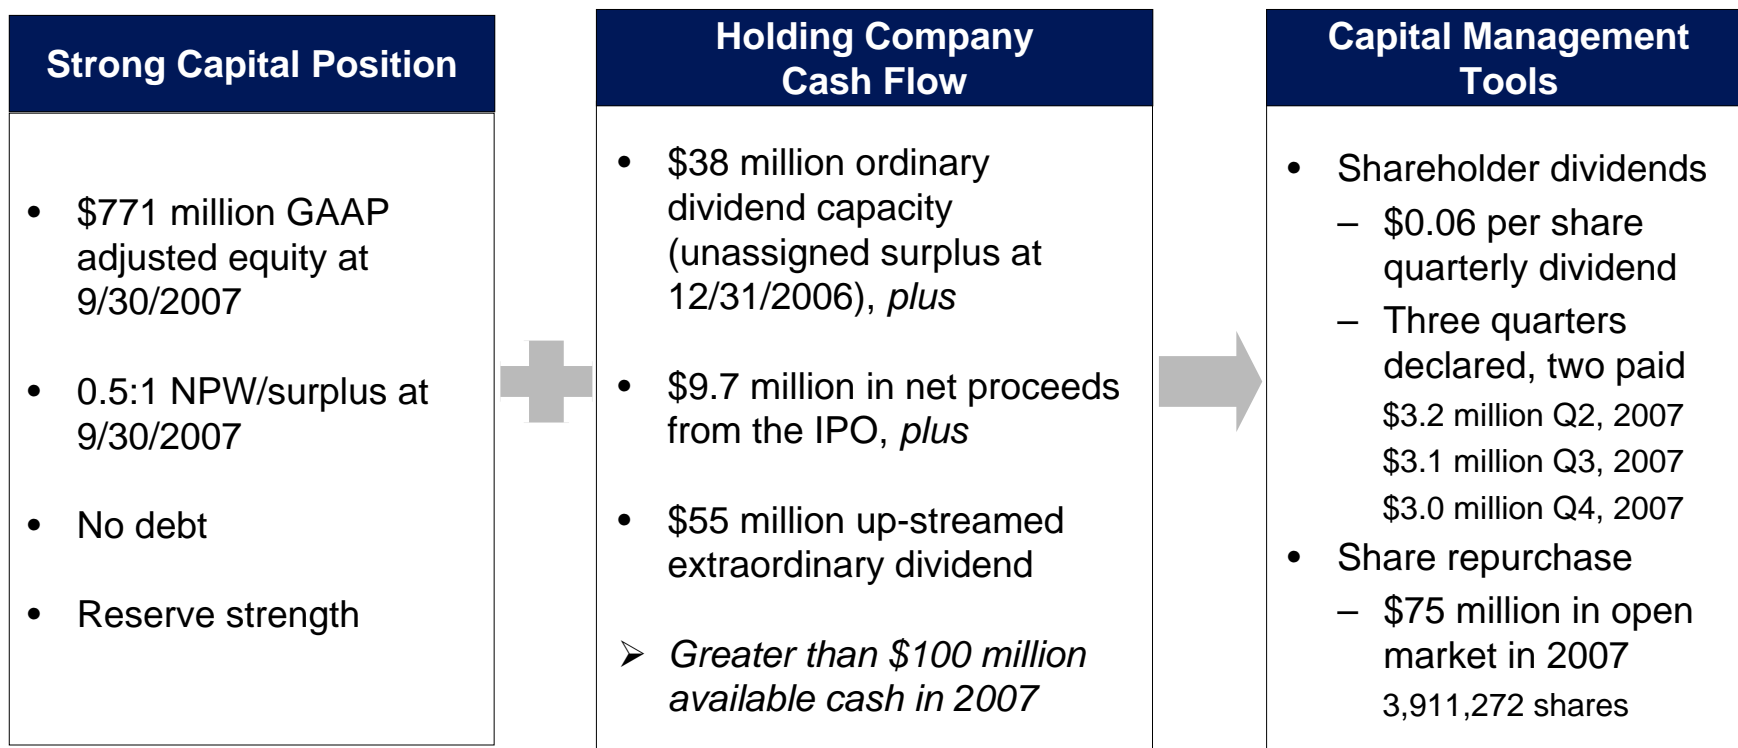 Strong Capital Position
• $771 million GAAP
adjusted equity at
9/30/2007
• 0.5:1 NPW/surplus at
9/30/2007
• No debt
• Reserve strength
Holding Company
Cash Flow
• $38 million ordinary
dividend capacity
(unassigned surplus at
12/31/2006), plus
• $9.7 million in net proceeds
from the IPO, plus
• $55 million up-streamed
extraordinary dividend
➢ Greater than $100 million
available cash in 2007
Capital Management
Tools
• Shareholder dividends
– $0.06 per share
quarterly dividend
– Three quarters
declared, two paid
$3.2 million Q2, 2007
$3.1 million Q3, 2007
$3.0 million Q4, 2007
• Share repurchase
– $75 million in open
market in 2007
3,911,272 shares